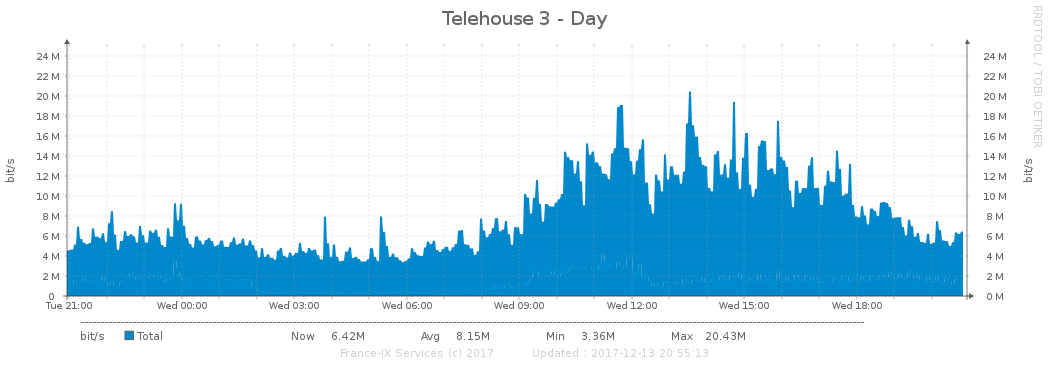 Telehouse 3 - Day
RRDTOOL / TOBI OETIKER
bit/s
24 M 24 M
22 M 22 M
20 M 20 M
18 M 18 M
16 M 16 M
14 M 14 M
12 M 12 M
10 M 10 M
8 M 8 M
6 M 6 M
4 M 4 M
2 M 2 M
0 0 M
bit/s
Tue 21:00 Wed 00:00 Wed 03:00 Wed 06:00 Wed 09:00 Wed 12:00 Wed 15:00 Wed 18:00
bit/s Total Now 6.42M Avg 8.15M Min 3.36M Max 20.43M
France-IX Services (c) 2017 Updated : 2017-12-13 20:55:13